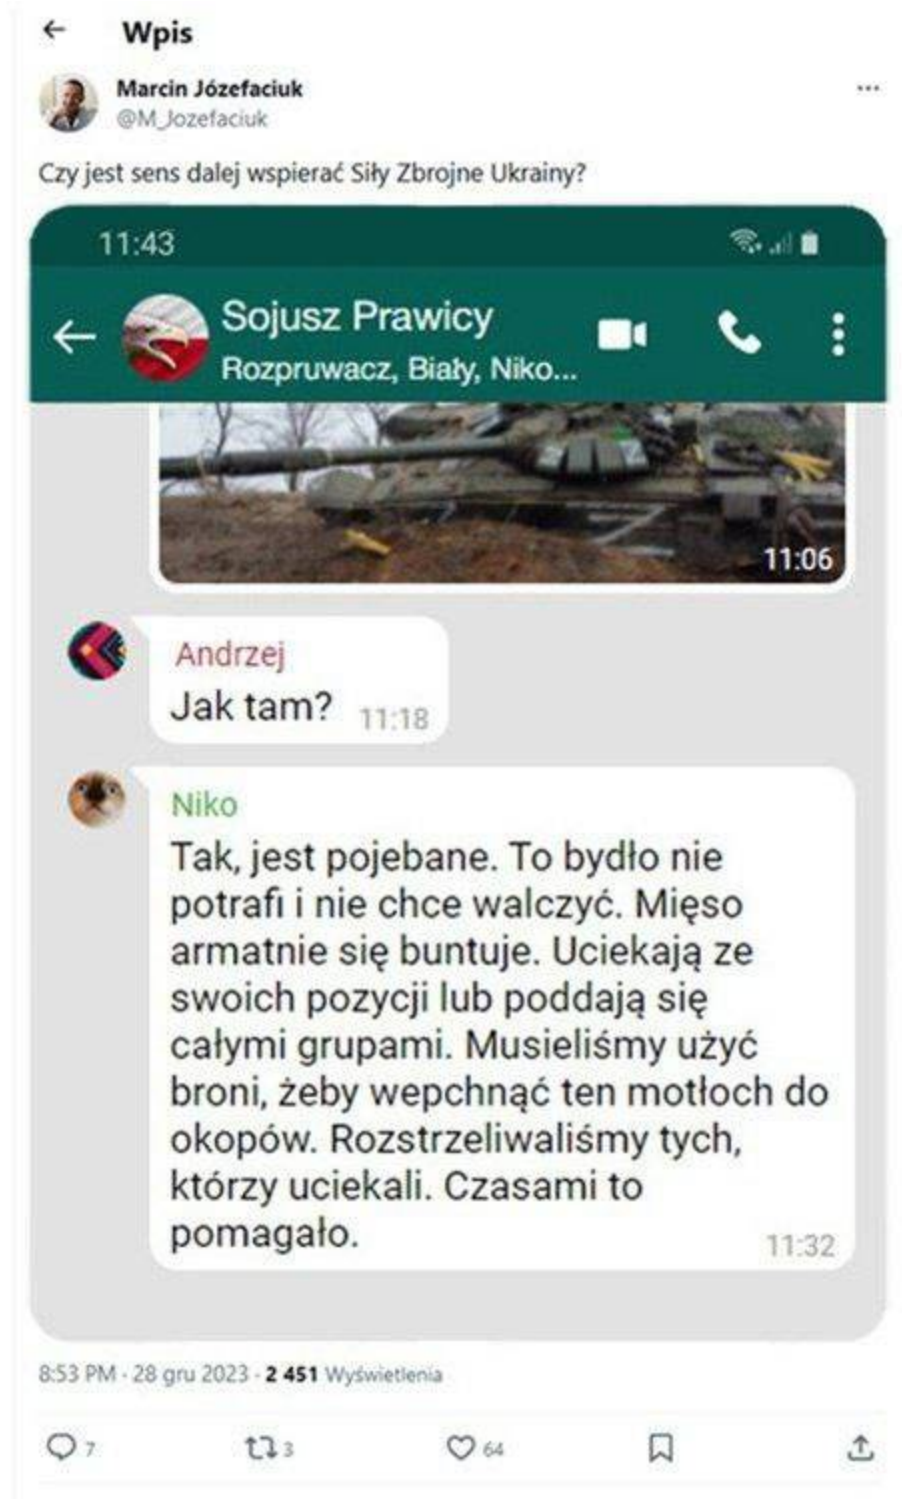 Wpis
Marcin Józefaciuk
@M_Jozefaciuk
Czy jest sens dalej wspierać Siły Zbrojne Ukrainy?
11:43
Sojusz Prawicy
Rozpruwacz, Biały, Niko...
11:06
Andrzej
Jak tam? 11:18
Niko
Tak, jest pojebane. To bydło nie
potrafi i nie chce walczyć. Mięso
armatnie się buntuje. Uciekają ze
swoich pozycji lub poddają się
całymi grupami. Musieliśmy użyć
broni, żeby wepchnąć ten motłoch do
okopów. Rozstrzeliwaliśmy tych,
którzy uciekali. Czasami to
pomagało. 11:32
8:53 PM · 28 gru 2023 · 2 451 Wyświetlenia
7 3 64